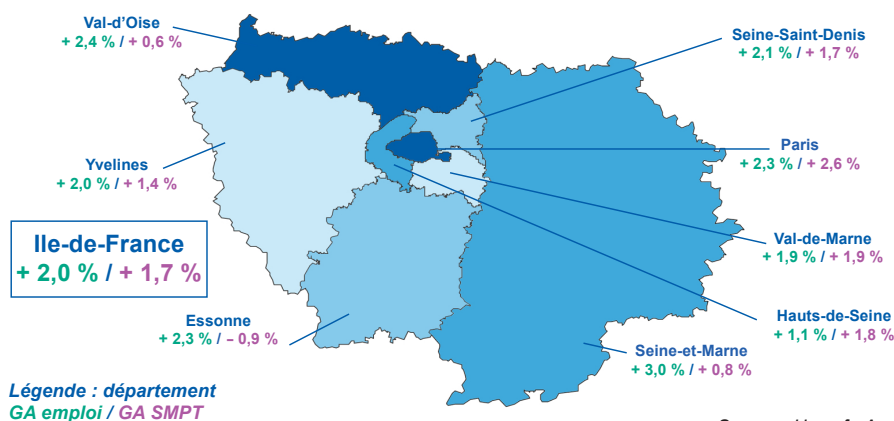 Val-d'Oise
+ 2,4 % / + 0,6 %
Seine-Saint-Denis
+ 2,1 % / + 1,7 %
Paris
+ 2,3 % / + 2,6 %
Yvelines
+ 2,0 % / + 1,4 %
Ile-de-France
+ 2,0 % / + 1,7 %
Val-de-Marne
+ 1,9 % / + 1,9 %
Hauts-de-Seine
+ 1,1 % / + 1,8 %
Essonne
+ 2,3 % / – 0,9 %
Seine-et-Marne
+ 3,0 % / + 0,8 %
Légende : département
GA emploi / GA SMPT